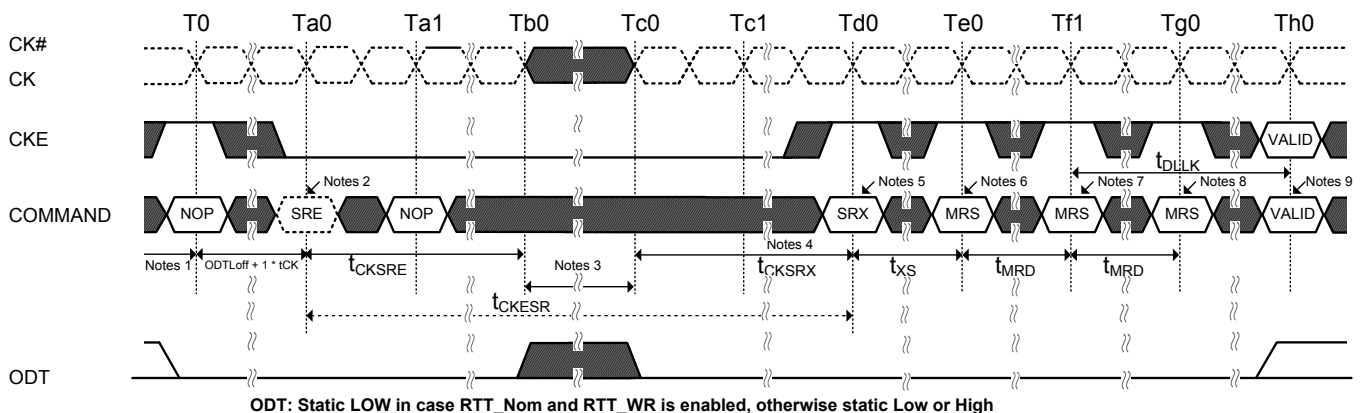 T0 Ta0 Ta1 Tb0 Tc0 Tc1 Td0 Te0 Tf1 Tg0 Th0
CK#
CK
CKE
VALID
tDLLK
Notes 2 Notes 5 Notes 6 Notes 7 Notes 8 Notes 9
COMMAND
NOP SRE NOP SRX MRS MRS MRS VALID
Notes 1 ODTLoff + 1 * tCK tCKSRE Notes 3 Notes 4 tCKSRX tXS tMRD tMRD
tCKESR
ODT
ODT: Static LOW in case RTT_Nom and RTT_WR is enabled, otherwise static Low or High